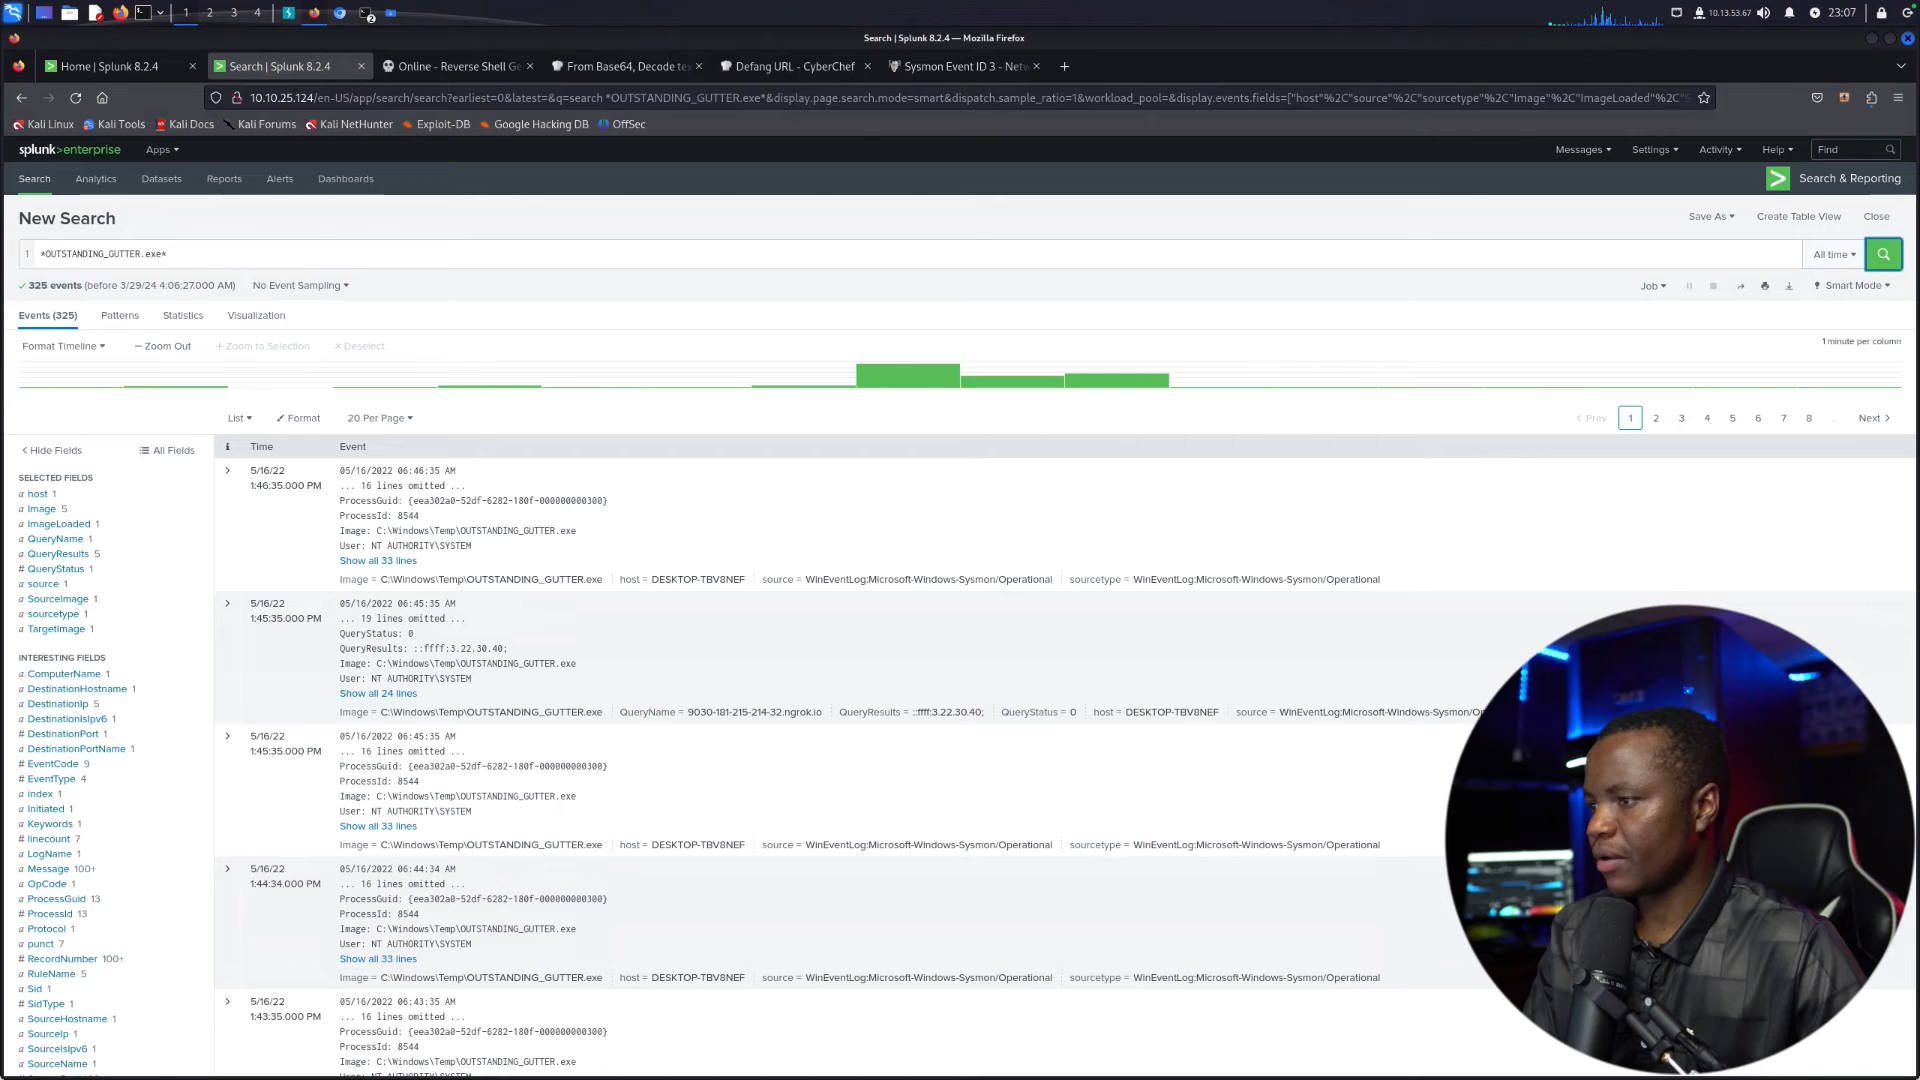 1 2 3 4
2
10.13.53.67
23:07
Search | Splunk 8.2.4 — Mozilla Firefox
Home | Splunk 8.2.4
Search | Splunk 8.2.4
Online - Reverse Shell Ge
From Base64, Decode te
Defang URL - CyberChef
Sysmon Event ID 3 - Net
10.10.25.124/en-US/app/search/search?earliest=0&latest=&q=search *OUTSTANDING_GUTTER.exe*&display.page.search.mode=smart&dispatch.sample_ratio=1&workload_pool=&display.events.fields=["host"%2C"source"%2C"sourcetype"%2C"Image"%2C"ImageLoaded"%2C"S
Kali Linux Kali Tools Kali Docs Kali Forums Kali NetHunter Exploit-DB Google Hacking DB OffSec
splunk>enterprise Apps Messages Settings Activity Help Find
Search Analytics Datasets Reports Alerts Dashboards Search & Reporting
New Search Save As Create Table View Close
1 *OUTSTANDING_GUTTER.exe* All time
325 events (before 3/29/24 4:06:27.000 AM) No Event Sampling Job Smart Mode
Events (325) Patterns Statistics Visualization
Format Timeline — Zoom Out + Zoom to Selection × Deselect 1 minute per column
List Format 20 Per Page < Prev 1 2 3 4 5 6 7 8 ... Next >
< Hide Fields All Fields
SELECTED FIELDS
a host 1
a Image 5
a ImageLoaded 1
a QueryName 1
a QueryResults 5
# QueryStatus 1
a source 1
a SourceImage 1
a sourcetype 1
a TargetImage 1
INTERESTING FIELDS
a ComputerName 1
a DestinationHostname 1
a DestinationIp 5
a DestinationIsIpv6 1
# DestinationPort 1
a DestinationPortName 1
# EventCode 9
# EventType 4
a index 1
a Initiated 1
a Keywords 1
# linecount 7
a LogName 1
a Message 100+
a OpCode 1
a ProcessGuid 13
# ProcessId 13
a Protocol 1
a punct 7
# RecordNumber 100+
a RuleName 5
a Sid 1
# SidType 1
a SourceHostname 1
a SourceIp 1
a SourceIsIpv6 1
a SourceName 1
i Time Event
5/16/22 1:46:35.000 PM
05/16/2022 06:46:35 AM
... 16 lines omitted ...
ProcessGuid: {eea302a0-52df-6282-180f-000000000300}
ProcessId: 8544
Image: C:\Windows\Temp\OUTSTANDING_GUTTER.exe
User: NT AUTHORITY\SYSTEM
Show all 33 lines
Image = C:\Windows\Temp\OUTSTANDING_GUTTER.exe host = DESKTOP-TBV8NEF source = WinEventLog:Microsoft-Windows-Sysmon/Operational sourcetype = WinEventLog:Microsoft-Windows-Sysmon/Operational
5/16/22 1:45:35.000 PM
05/16/2022 06:45:35 AM
... 19 lines omitted ...
QueryStatus: 0
QueryResults: ::ffff:3.22.30.40;
Image: C:\Windows\Temp\OUTSTANDING_GUTTER.exe
User: NT AUTHORITY\SYSTEM
Show all 24 lines
Image = C:\Windows\Temp\OUTSTANDING_GUTTER.exe QueryName = 9030-181-215-214-32.ngrok.io QueryResults = ::ffff:3.22.30.40; QueryStatus = 0 host = DESKTOP-TBV8NEF source = WinEventLog:Microsoft-Windows-Sysmon/Op
5/16/22 1:45:35.000 PM
05/16/2022 06:45:35 AM
... 16 lines omitted ...
ProcessGuid: {eea302a0-52df-6282-180f-000000000300}
ProcessId: 8544
Image: C:\Windows\Temp\OUTSTANDING_GUTTER.exe
User: NT AUTHORITY\SYSTEM
Show all 33 lines
Image = C:\Windows\Temp\OUTSTANDING_GUTTER.exe host = DESKTOP-TBV8NEF source = WinEventLog:Microsoft-Windows-Sysmon/Operational sourcetype = WinEventLog:Microsoft-Windows-Sysmon/Operational
5/16/22 1:44:34.000 PM
05/16/2022 06:44:34 AM
... 16 lines omitted ...
ProcessGuid: {eea302a0-52df-6282-180f-000000000300}
ProcessId: 8544
Image: C:\Windows\Temp\OUTSTANDING_GUTTER.exe
User: NT AUTHORITY\SYSTEM
Show all 33 lines
Image = C:\Windows\Temp\OUTSTANDING_GUTTER.exe host = DESKTOP-TBV8NEF source = WinEventLog:Microsoft-Windows-Sysmon/Operational sourcetype = WinEventLog:Microsoft-Windows-Sysmon/Operational
5/16/22 1:43:35.000 PM
05/16/2022 06:43:35 AM
... 16 lines omitted ...
ProcessGuid: {eea302a0-52df-6282-180f-000000000300}
ProcessId: 8544
Image: C:\Windows\Temp\OUTSTANDING_GUTTER.exe